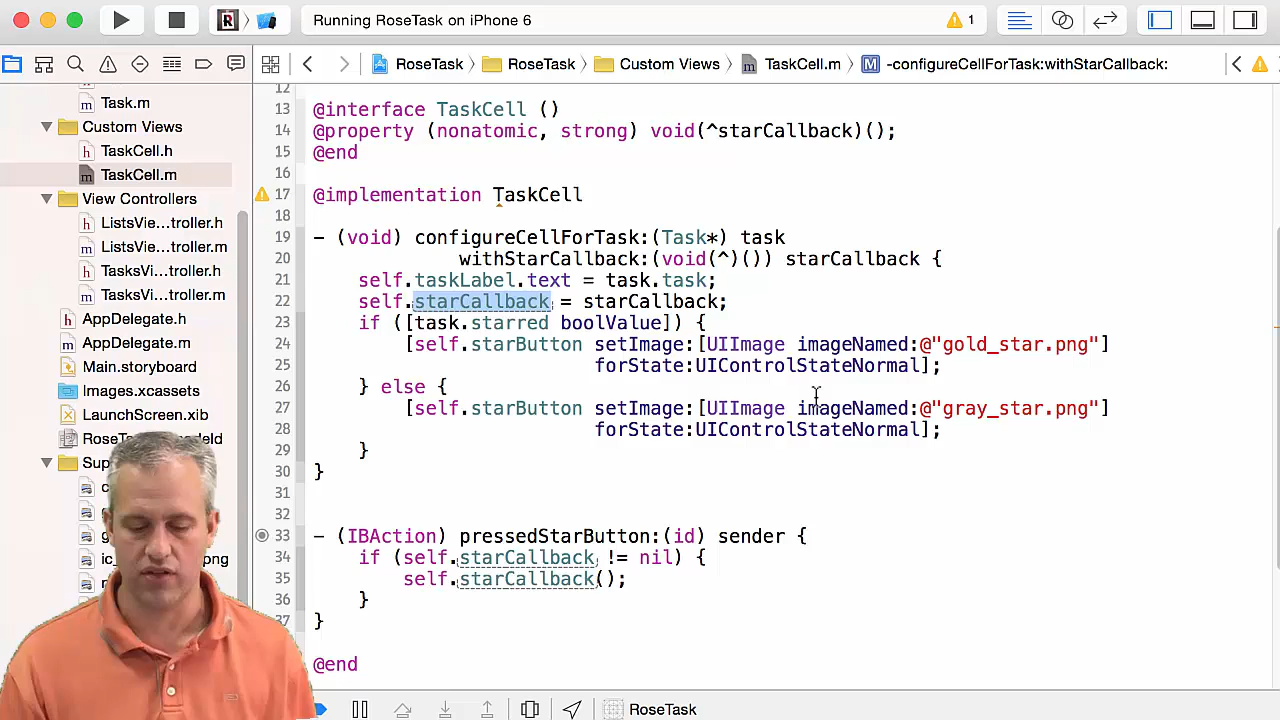 Running RoseTask on iPhone 6
1
RoseTask
RoseTask
Custom Views
TaskCell.m
-configureCellForTask:withStarCallback:
Task.m
Custom Views
TaskCell.h
TaskCell.m
View Controllers
ListsVie...troller.h
ListsVie...troller.m
TasksVi...troller.h
TasksVi...troller.m
AppDelegate.h
AppDelegate.m
Main.storyboard
Images.xcassets
LaunchScreen.xib
12
13 @interface TaskCell ()
14 @property (nonatomic, strong) void(^starCallback)();
15 @end
16
17 @implementation TaskCell
18
19 - (void) configureCellForTask:(Task*) task
20 withStarCallback:(void(^)()) starCallback {
21 self.taskLabel.text = task.task;
22 self.starCallback = starCallback;
23 if ([task.starred boolValue]) {
24 [self.starButton setImage:[UIImage imageNamed:@"gold_star.png"]
25 forState:UIControlStateNormal];
26 } else {
27 [self.starButton setImage:[UIImage imageNamed:@"gray_star.png"]
28 forState:UIControlStateNormal];
29 }
30 }
31
32
33 - (IBAction) pressedStarButton:(id) sender {
34 if (self.starCallback != nil) {
35 self.starCallback();
36 }
37 }
@end
RoseTask